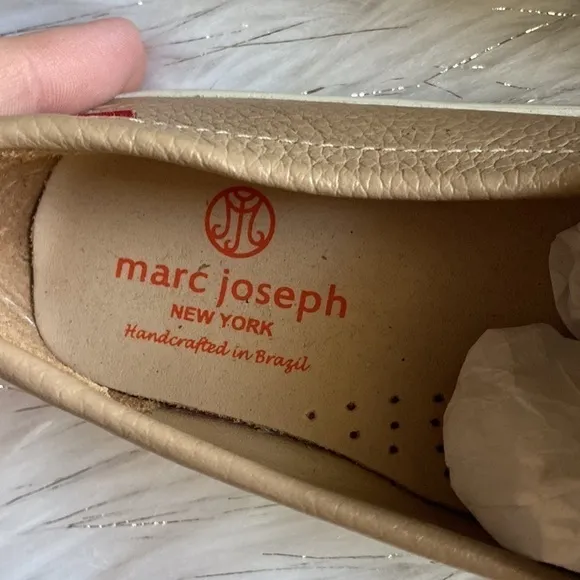 marc joseph
NEW YORK
Handcrafted in Brazil